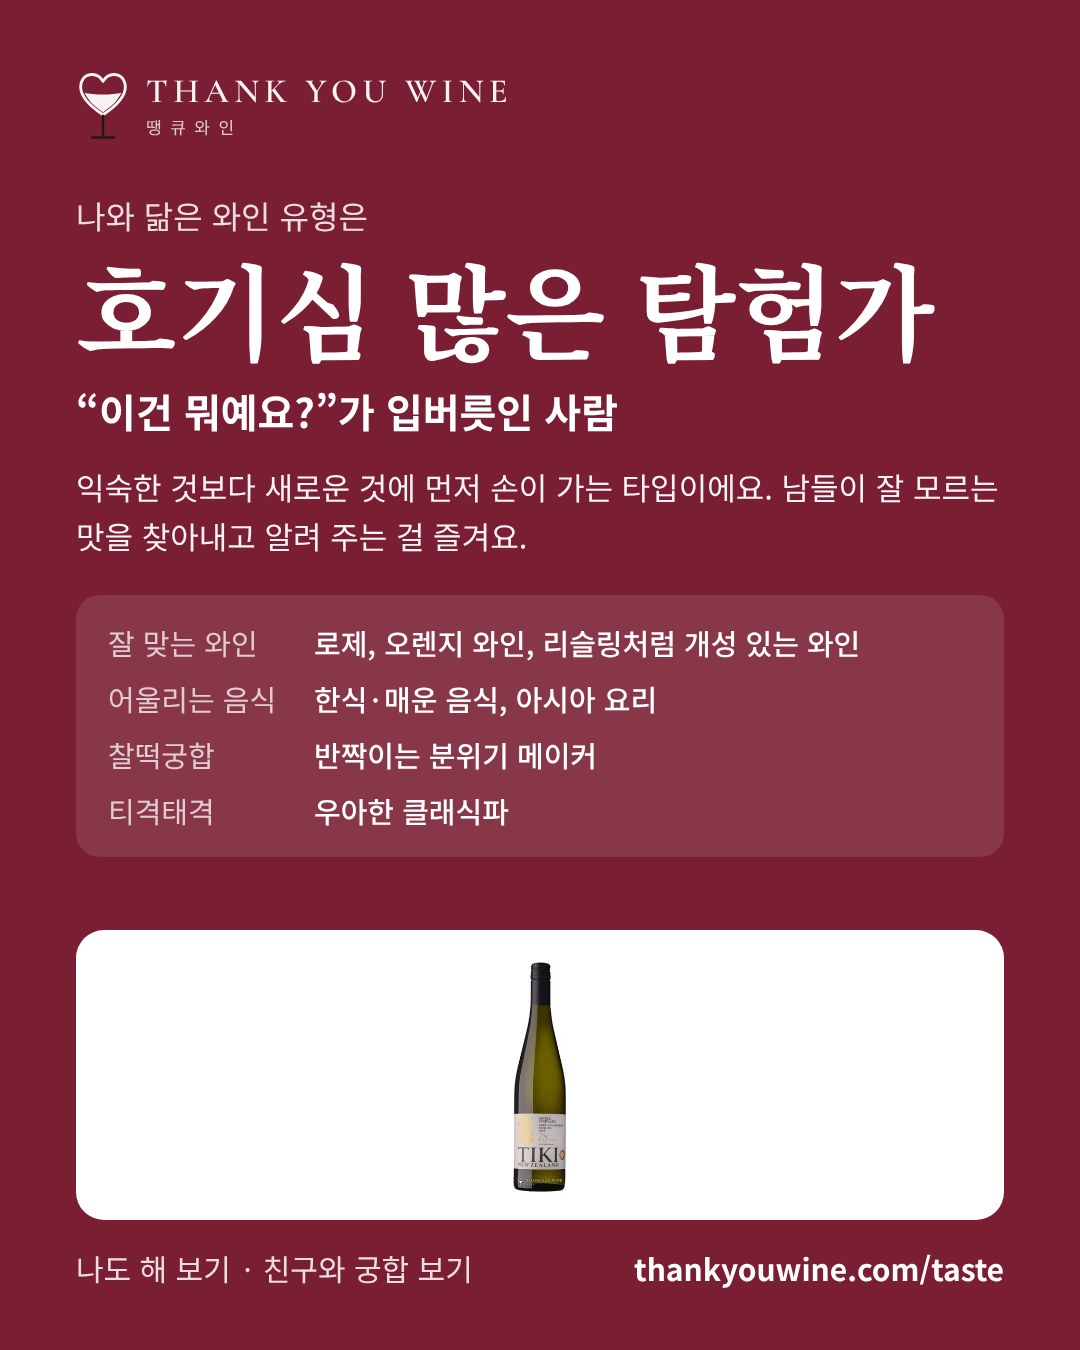 THANK YOU WINE
땡큐와인
나와 닮은 와인 유형은
호기심 많은 탐험가
“이건 뭐예요?”가 입버릇인 사람
익숙한 것보다 새로운 것에 먼저 손이 가는 타입이에요. 남들이 잘 모르는
맛을 찾아내고 알려 주는 걸 즐겨요.
잘 맞는 와인 로제, 오렌지 와인, 리슬링처럼 개성 있는 와인
어울리는 음식 한식·매운 음식, 아시아 요리
찰떡궁합 반짝이는 분위기 메이커
티격태격 우아한 클래식파
TIKI
NEW ZEALAND
나도 해 보기 · 친구와 궁합 보기 thankyouwine.com/taste